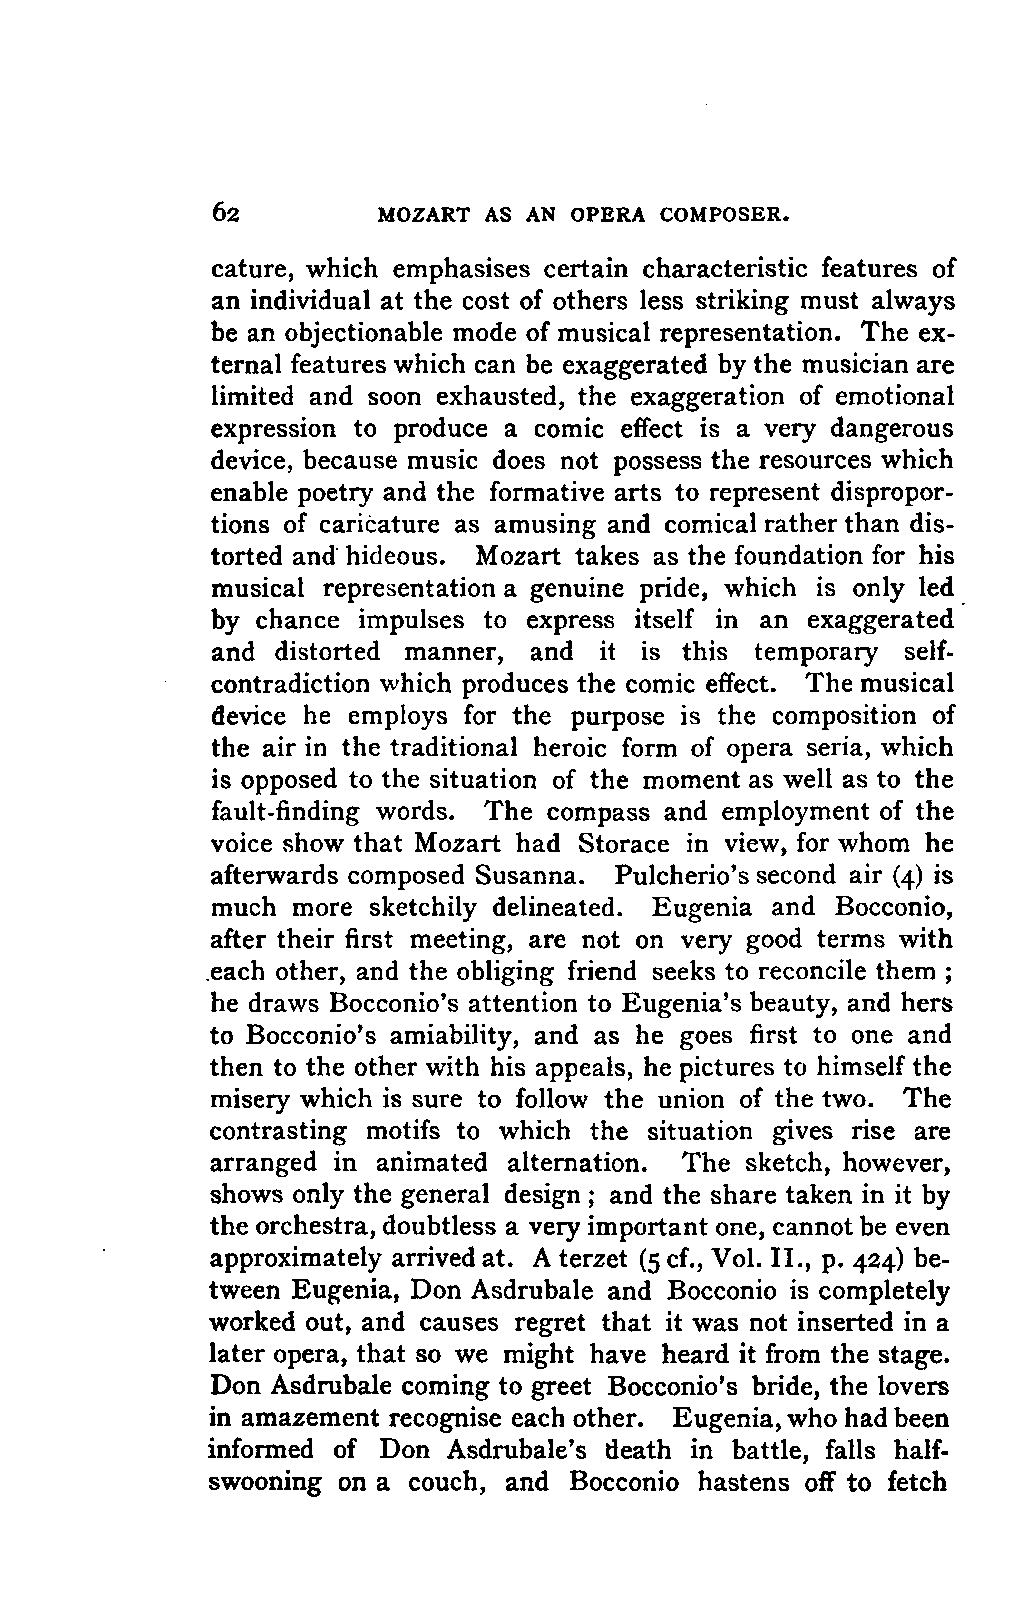 62 MOZART AS AN OPERA COMPOSER.
cature, which emphasises certain characteristic features of
an individual at the cost of others less striking must always
be an objectionable mode of musical representation. The ex-
ternal features which can be exaggerated by the musician are
limited and soon exhausted, the exaggeration of emotional
expression to produce a comic effect is a very dangerous
device, because music does not possess the resources which
enable poetry and the formative arts to represent dispropor-
tions of caricature as amusing and comical rather than dis-
torted and hideous. Mozart takes as the foundation for his
musical representation a genuine pride, which is only led
by chance impulses to express itself in an exaggerated
and distorted manner, and it is this temporary self-
contradiction which produces the comic effect. The musical
device he employs for the purpose is the composition of
the air in the traditional heroic form of opera seria, which
is opposed to the situation of the moment as well as to the
fault-finding words. The compass and employment of the
voice show that Mozart had Storace in view, for whom he
afterwards composed Susanna. Pulcherio's second air (4) is
much more sketchily delineated. Eugenia and Bocconio,
after their first meeting, are not on very good terms with
each other, and the obliging friend seeks to reconcile them ;
he draws Bocconio's attention to Eugenia's beauty, and hers
to Bocconio's amiability, and as he goes first to one and
then to the other with his appeals, he pictures to himself the
misery which is sure to follow the union of the two. The
contrasting motifs to which the situation gives rise are
arranged in animated alternation. The sketch, however,
shows only the general design ; and the share taken in it by
the orchestra, doubtless a very important one, cannot be even
approximately arrived at. A terzet (5 cf., Vol. II., p. 424) be-
tween Eugenia, Don Asdrubale and Bocconio is completely
worked out, and causes regret that it was not inserted in a
later opera, that so we might have heard it from the stage.
Don Asdrubale coming to greet Bocconio's bride, the lovers
in amazement recognise each other. Eugenia, who had been
informed of Don Asdrubale's death in battle, falls half-
swooning on a couch, and Bocconio hastens off to fetch